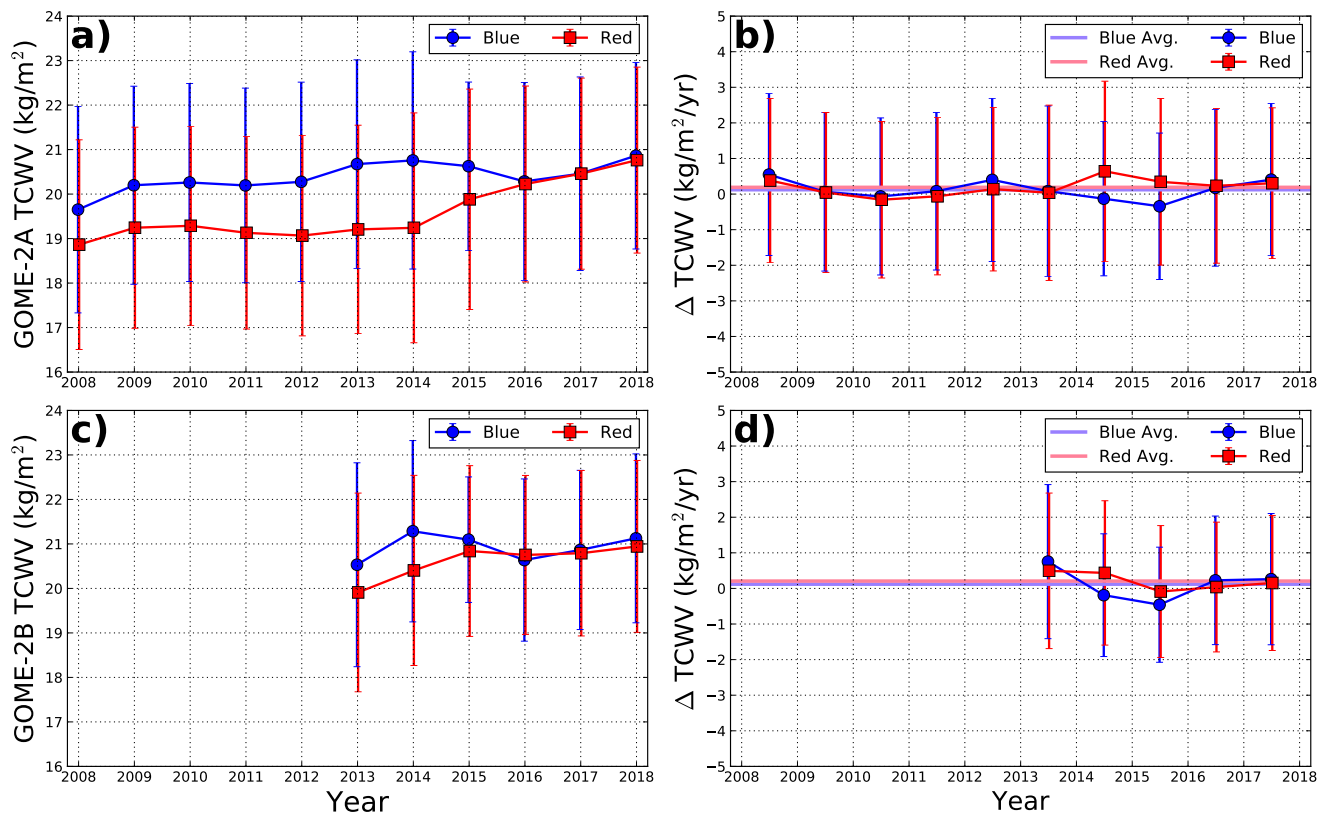 a)
Blue
Red
GOME-2A TCWV (kg/m²)
24
23
22
21
20
19
18
17
16
2008 2009 2010 2011 2012 2013 2014 2015 2016 2017 2018
b)
Blue Avg.
Blue
Red Avg.
Red
Δ TCWV (kg/m²/yr)
5
4
3
2
1
0
−1
−2
−3
−4
−5
2008 2009 2010 2011 2012 2013 2014 2015 2016 2017 2018
c)
Blue
Red
GOME-2B TCWV (kg/m²)
24
23
22
21
20
19
18
17
16
2008 2009 2010 2011 2012 2013 2014 2015 2016 2017 2018
Year
d)
Blue Avg.
Blue
Red Avg.
Red
Δ TCWV (kg/m²/yr)
5
4
3
2
1
0
−1
−2
−3
−4
−5
2008 2009 2010 2011 2012 2013 2014 2015 2016 2017 2018
Year